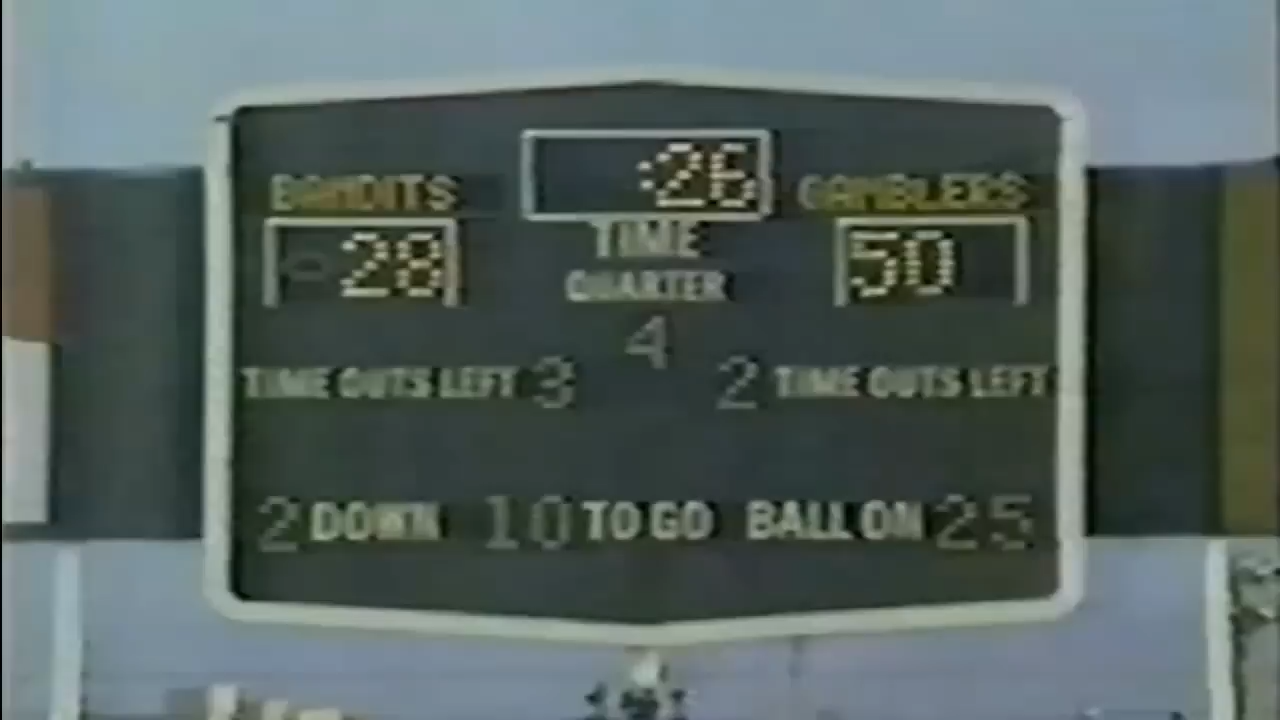 :26
BANDITS GAMBLERS
28 TIME 50
QUARTER
4
TIME OUTS LEFT 3 2 TIME OUTS LEFT
2 DOWN 10 TO GO BALL ON 25